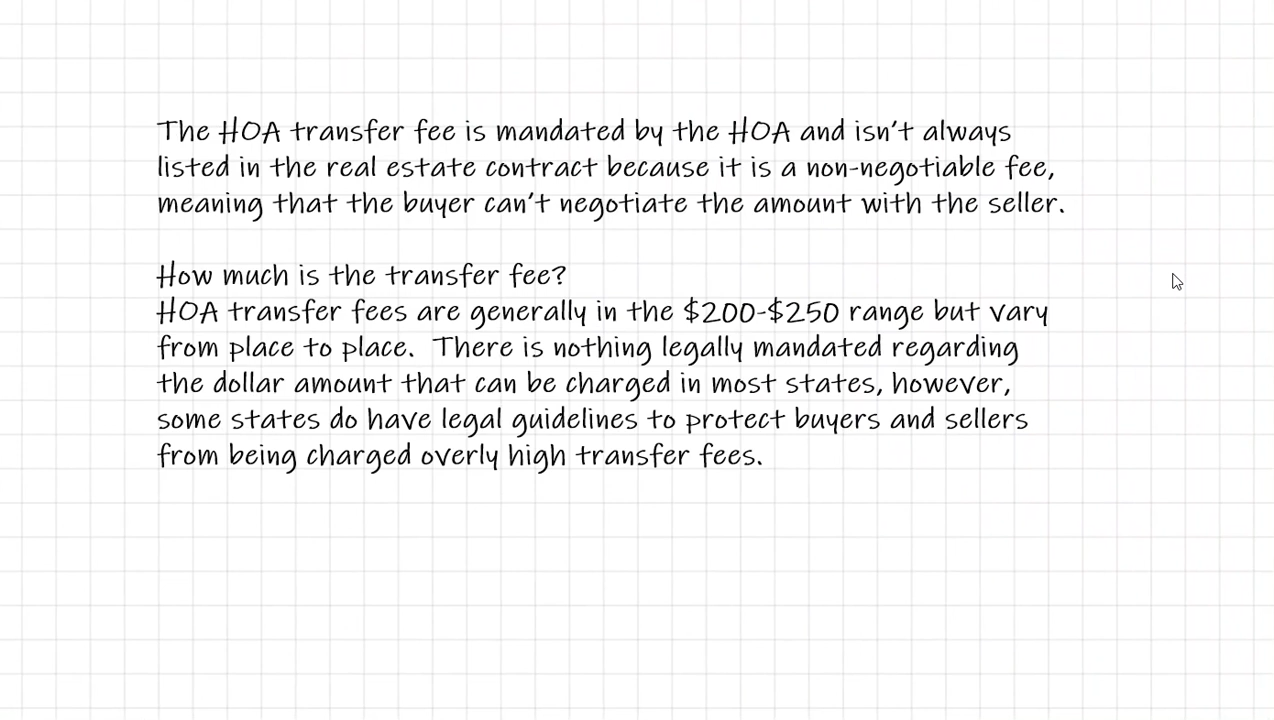 The HOA transfer fee is mandated by the HOA and isn't always
listed in the real estate contract because it is a non-negotiable fee,
meaning that the buyer can't negotiate the amount with the seller.
How much is the transfer fee?
HOA transfer fees are generally in the $200-$250 range but vary
from place to place.  There is nothing legally mandated regarding
the dollar amount that can be charged in most states, however,
some states do have legal guidelines to protect buyers and sellers
from being charged overly high transfer fees.